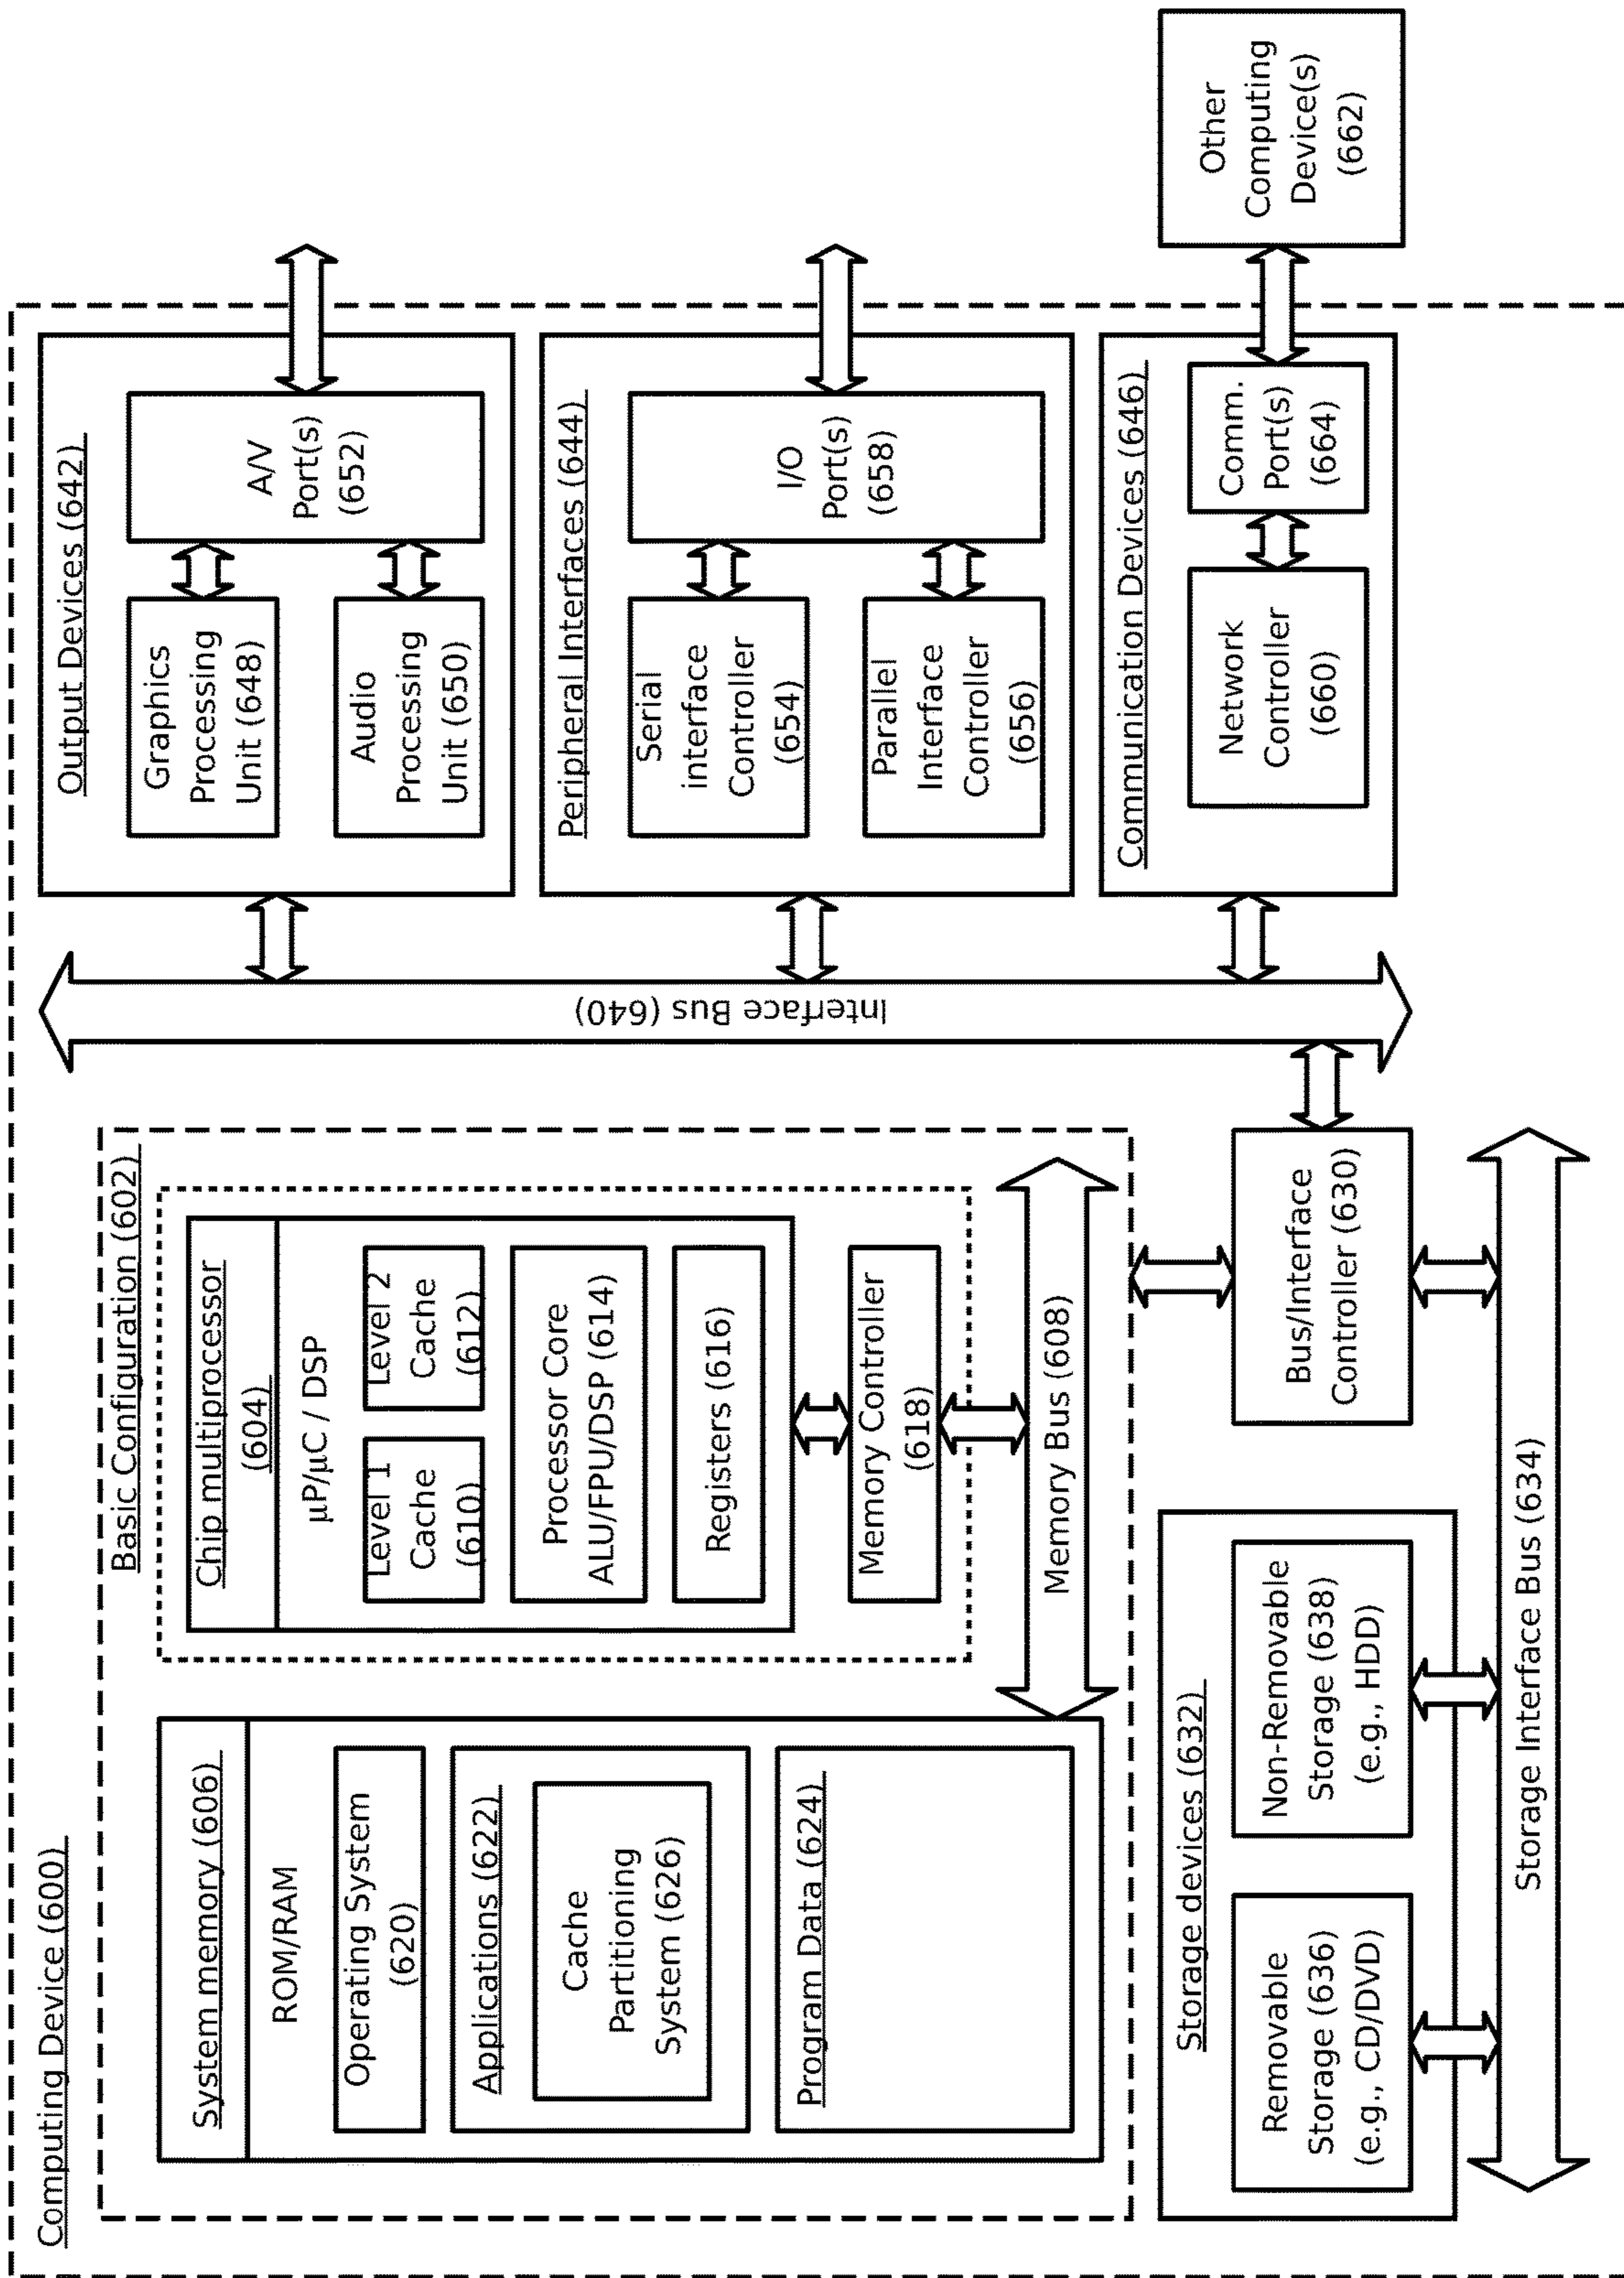 Computing Device (600)
Basic Configuration (602)
System memory (606)
ROM/RAM
Operating System
(620)
Applications (622)
Cache
Partitioning
System (626)
Program Data (624)
Chip multiprocessor
(604)
µP/µC / DSP
Level 1
Cache
(610)
Level 2
Cache
(612)
Processor Core
ALU/FPU/DSP (614)
Registers (616)
Memory Controller
(618)
Memory Bus (608)
Storage devices (632)
Removable
Storage (636)
(e.g., CD/DVD)
Non-Removable
Storage (638)
(e.g., HDD)
Bus/Interface
Controller (630)
Storage Interface Bus (634)
Interface Bus (640)
Output Devices (642)
Graphics
Processing
Unit (648)
Audio
Processing
Unit (650)
A/V
Port(s)
(652)
Peripheral Interfaces (644)
Serial
interface
Controller
(654)
Parallel
Interface
Controller
(656)
I/O
Port(s)
(658)
Communication Devices (646)
Network
Controller
(660)
Comm.
Port(s)
(664)
Other
Computing
Device(s)
(662)